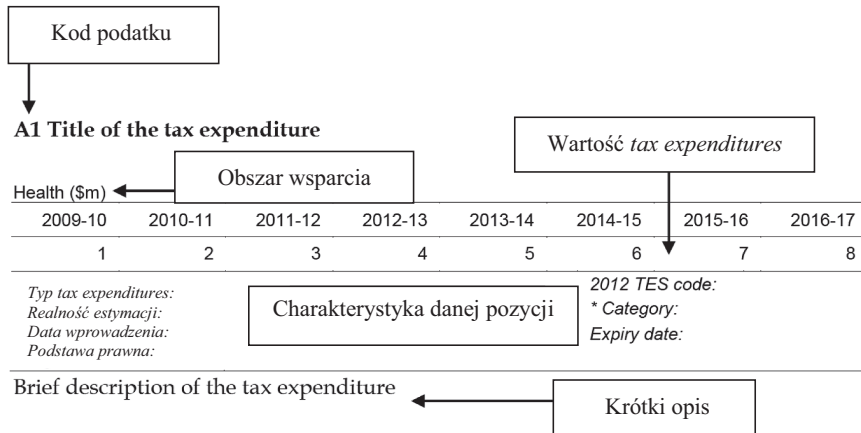 Kod podatku
A1 Title of the tax expenditure
Wartość tax expenditures
Obszar wsparcia
Health ($m)
2009-10 2010-11 2011-12 2012-13 2013-14 2014-15 2015-16 2016-17
1 2 3 4 5 6 7 8
Typ tax expenditures:
Realność estymacji:
Data wprowadzenia:
Podstawa prawna:
Charakterystyka danej pozycji
2012 TES code:
* Category:
Expiry date:
Brief description of the tax expenditure
Krótki opis